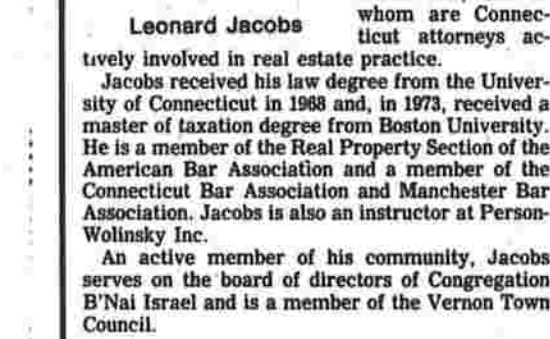 whom are Connec-
Leonard Jacobs
ticut attorneys ac-
tively involved in real estate practice.
Jacobs received his law degree from the Univer-
sity of Connecticut in 1968 and, in 1973, received a
master of taxation degree from Boston University.
He is a member of the Real Property Section of the
American Bar Association and a member of the
Connecticut Bar Association and Manchester Bar
Association. Jacobs is also an instructor at Person-
Wolinsky Inc.
An active member of his community, Jacobs
serves on the board of directors of Congregation
B'Nai Israel and is a member of the Vernon Town
Council.